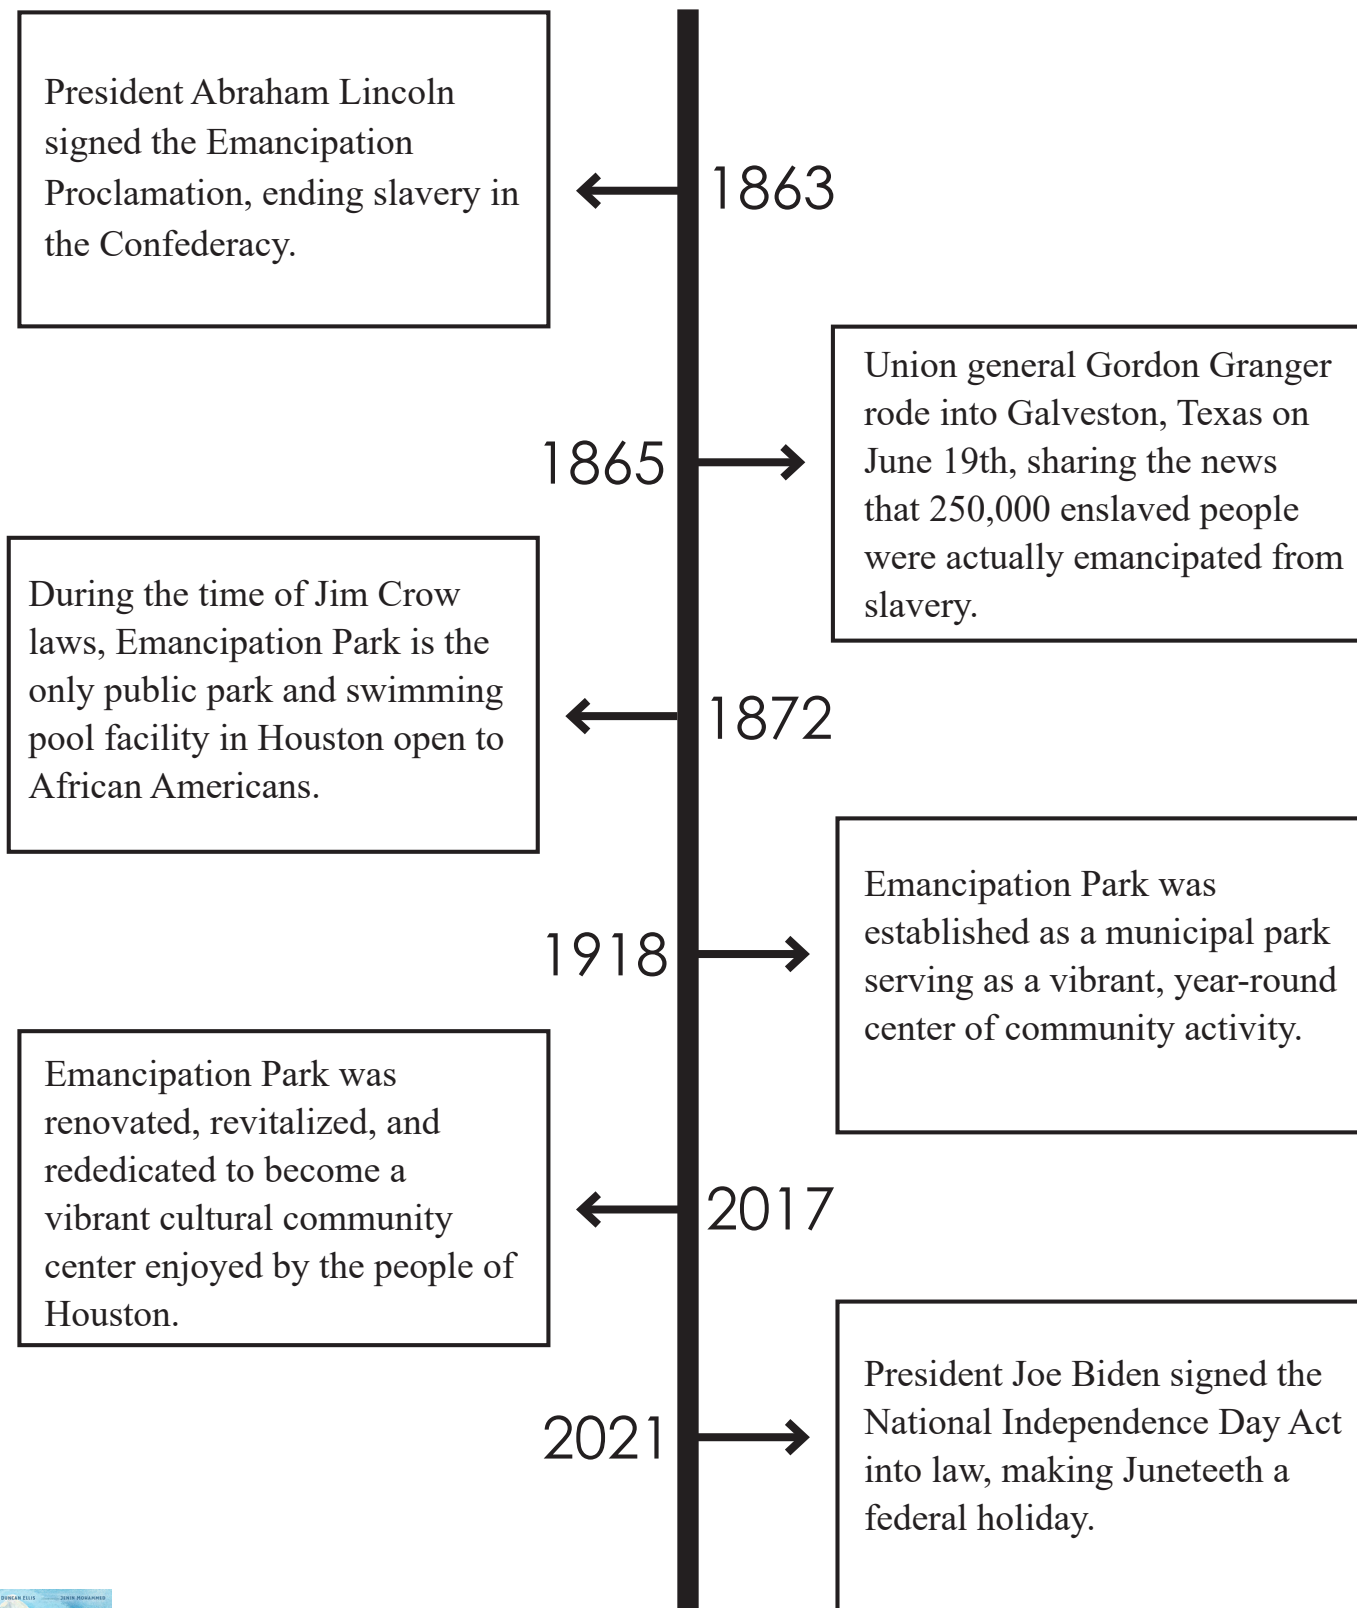 President Abraham Lincoln
signed the Emancipation
Proclamation, ending slavery in
the Confederacy.
1863
Union general Gordon Granger
rode into Galveston, Texas on
June 19th, sharing the news
that 250,000 enslaved people
were actually emancipated from
slavery.
1865
During the time of Jim Crow
laws, Emancipation Park is the
only public park and swimming
pool facility in Houston open to
African Americans.
1872
Emancipation Park was
established as a municipal park
serving as a vibrant, year-round
center of community activity.
1918
Emancipation Park was
renovated, revitalized, and
rededicated to become a
vibrant cultural community
center enjoyed by the people of
Houston.
2017
President Joe Biden signed the
National Independence Day Act
into law, making Juneteeth a
federal holiday.
2021
DUNCAN ELLIS JENIN MOHAMMED